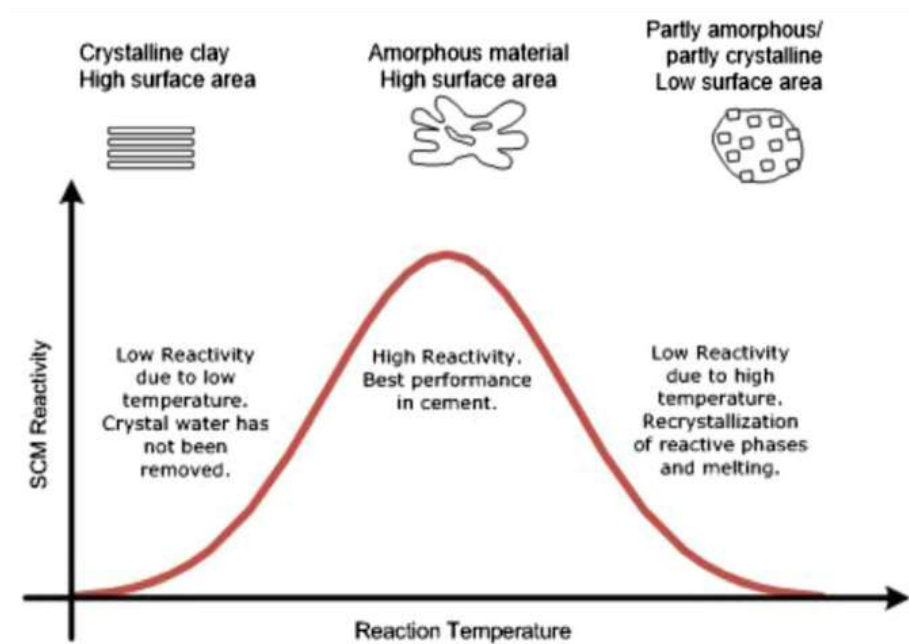 Crystalline clay
High surface area
Amorphous material
High surface area
Partly amorphous/
partly crystalline
Low surface area
SCM Reactivity
Low Reactivity
due to low
temperature.
Crystal water has
not been
removed.
High Reactivity.
Best performance
in cement.
Low Reactivity
due to high
temperature.
Recrystallization
of reactive phases
and melting.
Reaction Temperature